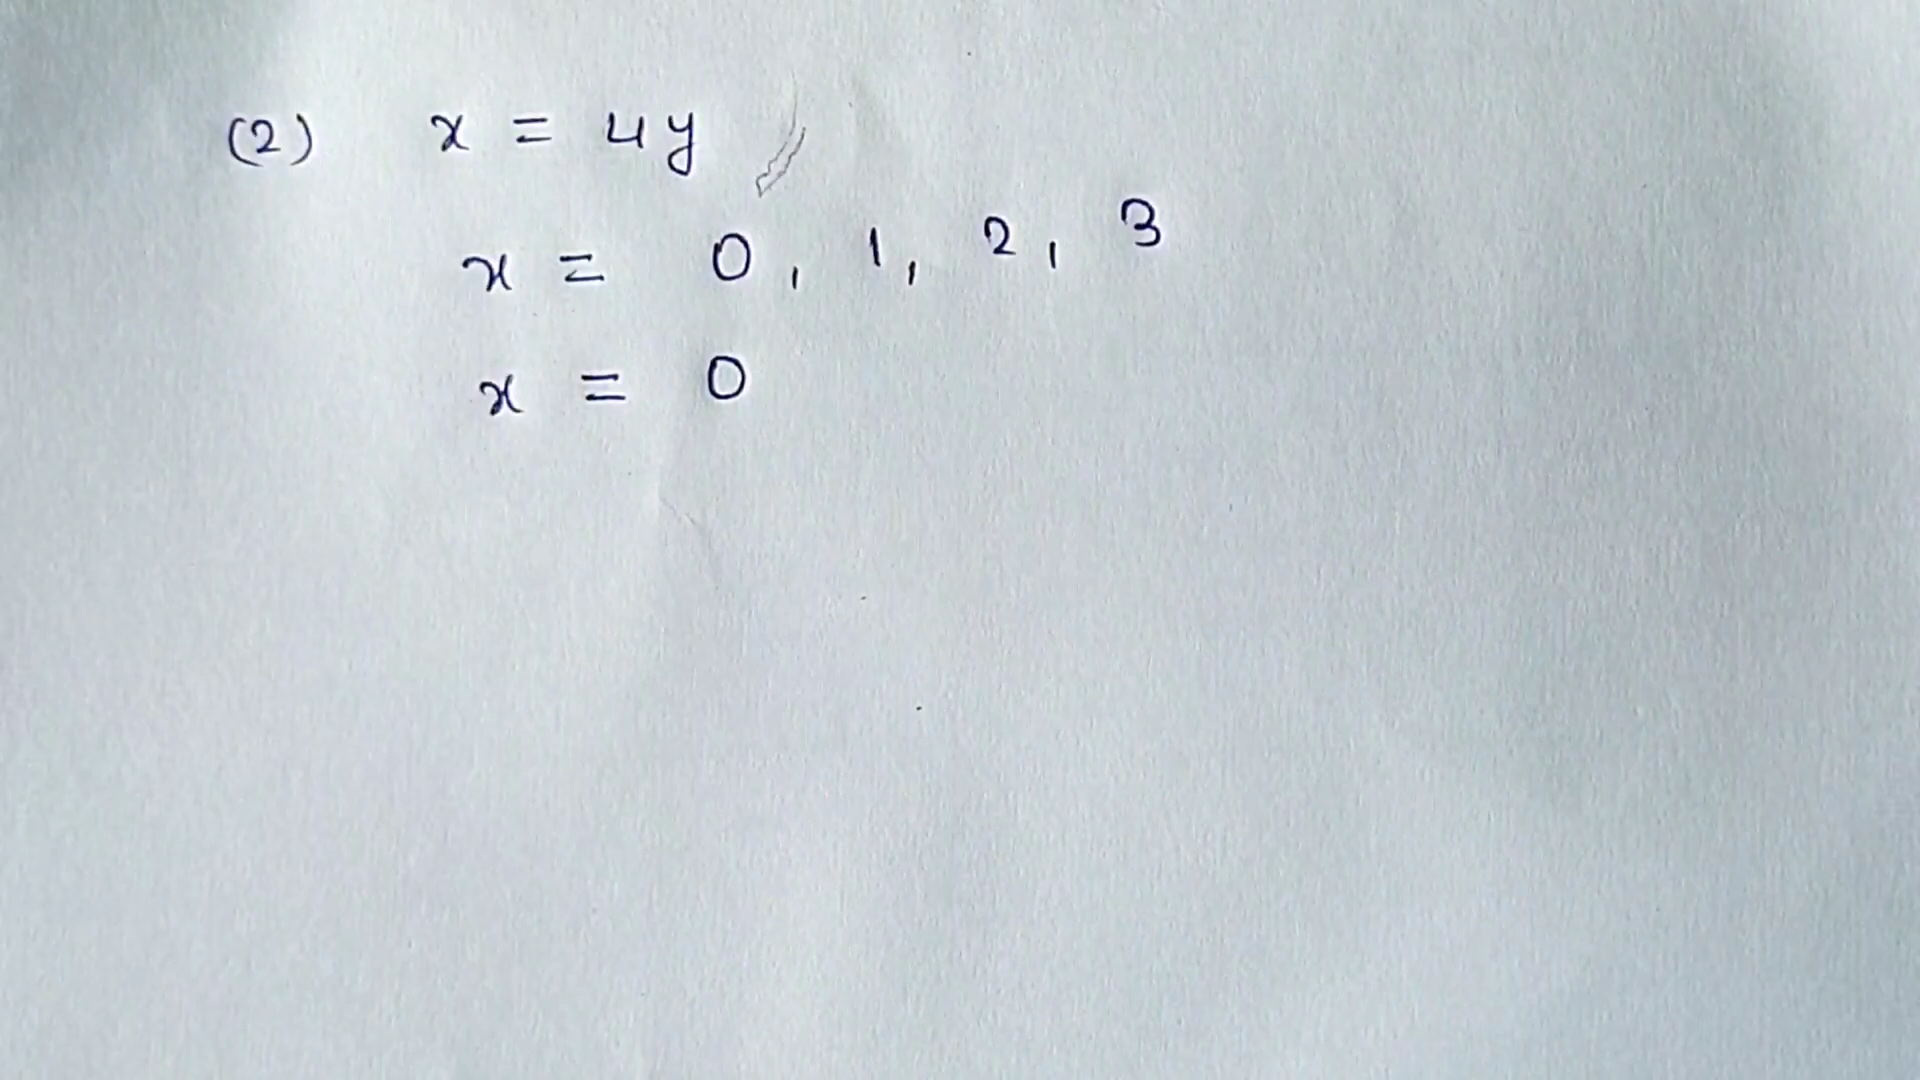 (2) x = 4y
x = 0, 1, 2, 3
x = 0